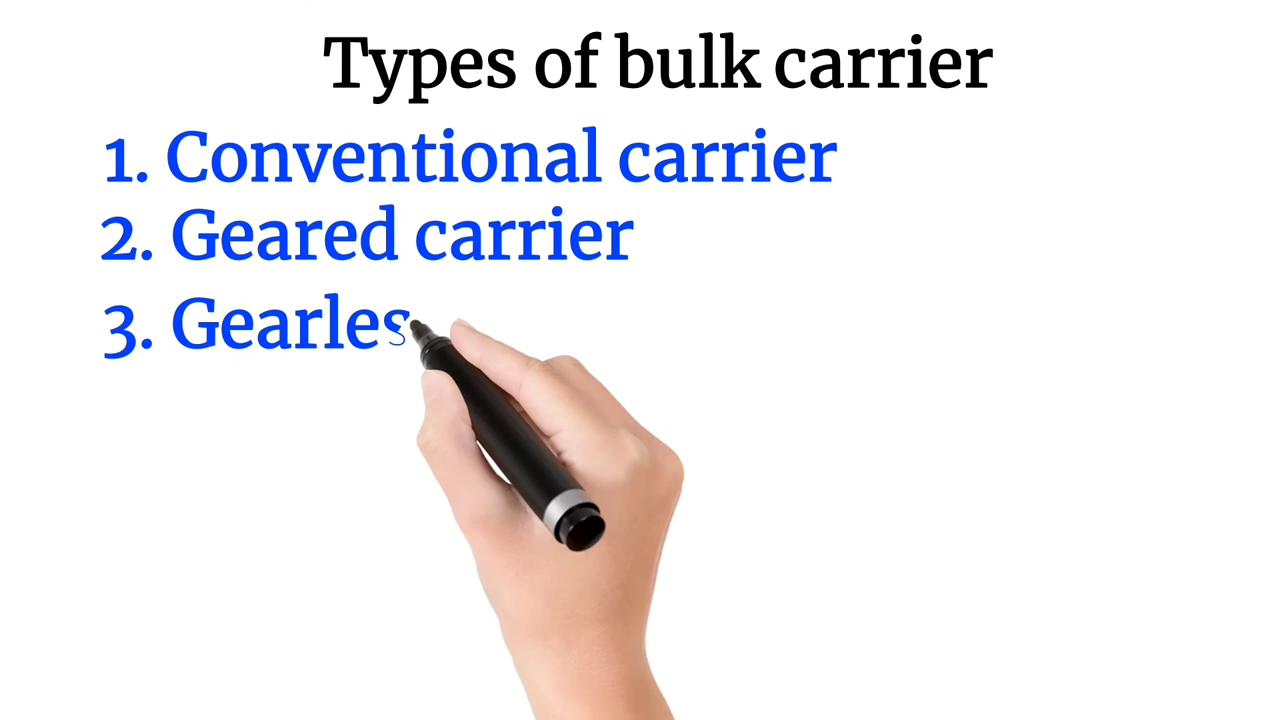 Types of bulk carrier
1. Conventional carrier
2. Geared carrier
3. Gearles